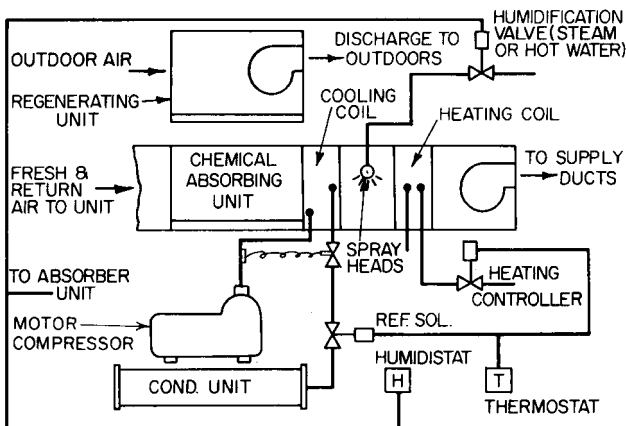 HUMIDIFICATION
VALVE (STEAM
OR HOT WATER)
OUTDOOR AIR
DISCHARGE TO
OUTDOORS
REGENERATING
UNIT
COOLING
COIL
HEATING COIL
FRESH &
RETURN
AIR TO UNIT
CHEMICAL
ABSORBING
UNIT
TO SUPPLY
DUCTS
SPRAY
HEADS
TO ABSORBER
UNIT
HEATING
CONTROLLER
MOTOR
COMPRESSOR
REF. SOL.
HUMIDISTAT
COND. UNIT
H
T
THERMOSTAT